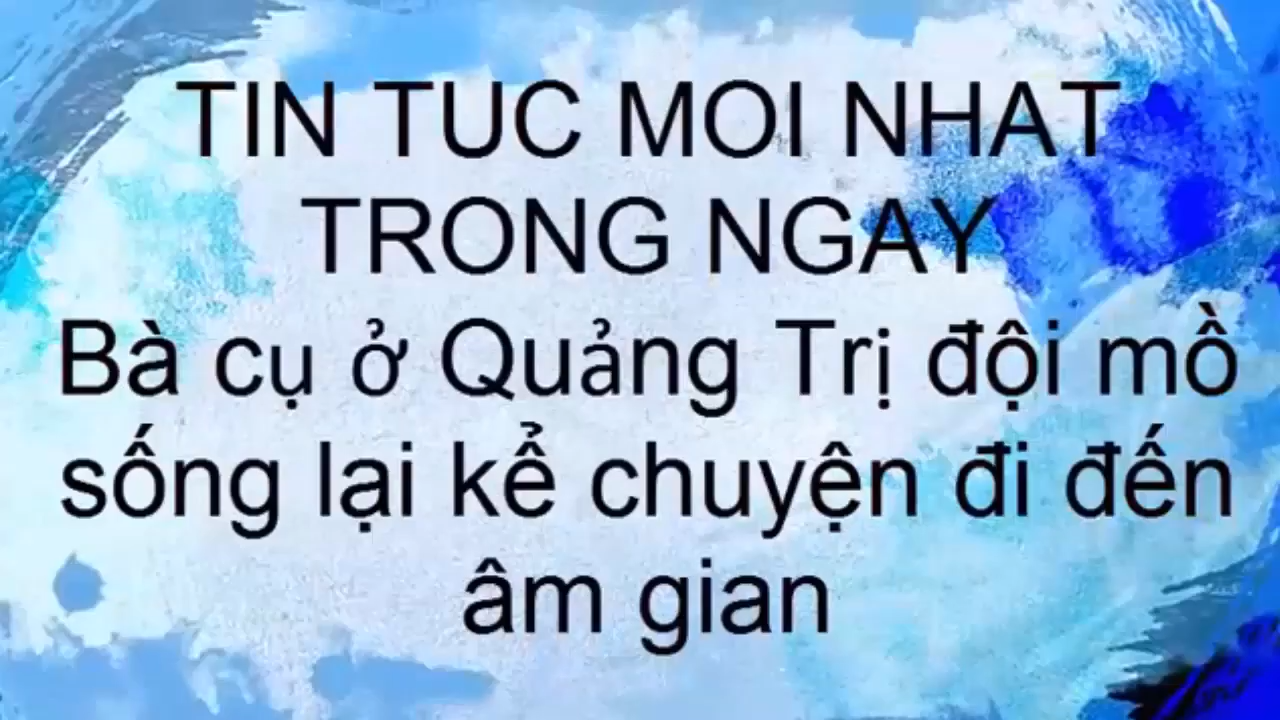 TIN TUC MOI NHAT
TRONG NGAY
Bà cụ ở Quảng Trị đội mồ
sống lại kể chuyện đi đến
âm gian